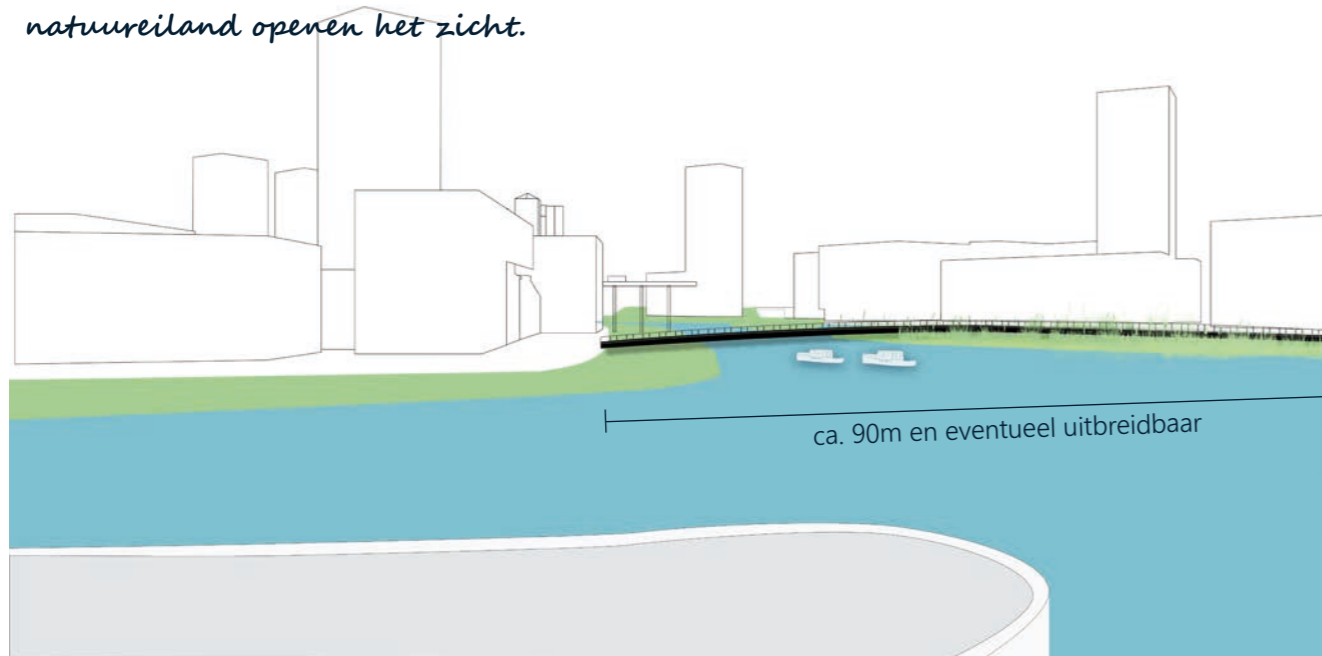 natuureiland openen het zicht.
ca. 90m en eventueel uitbreidbaar